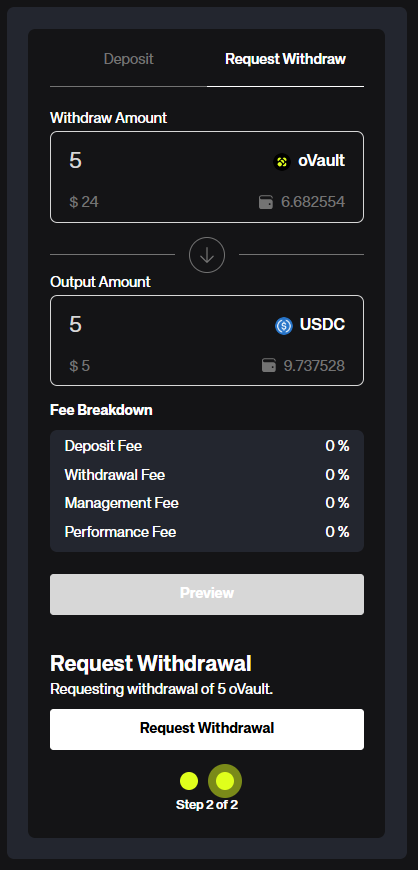 Deposit Request Withdraw
Withdraw Amount
5 oVault
$ 24 6.682554
Output Amount
5 USDC
$ 5 9.737528
Fee Breakdown
Deposit Fee 0 %
Withdrawal Fee 0 %
Management Fee 0 %
Performance Fee 0 %
Preview
Request Withdrawal
Requesting withdrawal of 5 oVault.
Request Withdrawal
Step 2 of 2